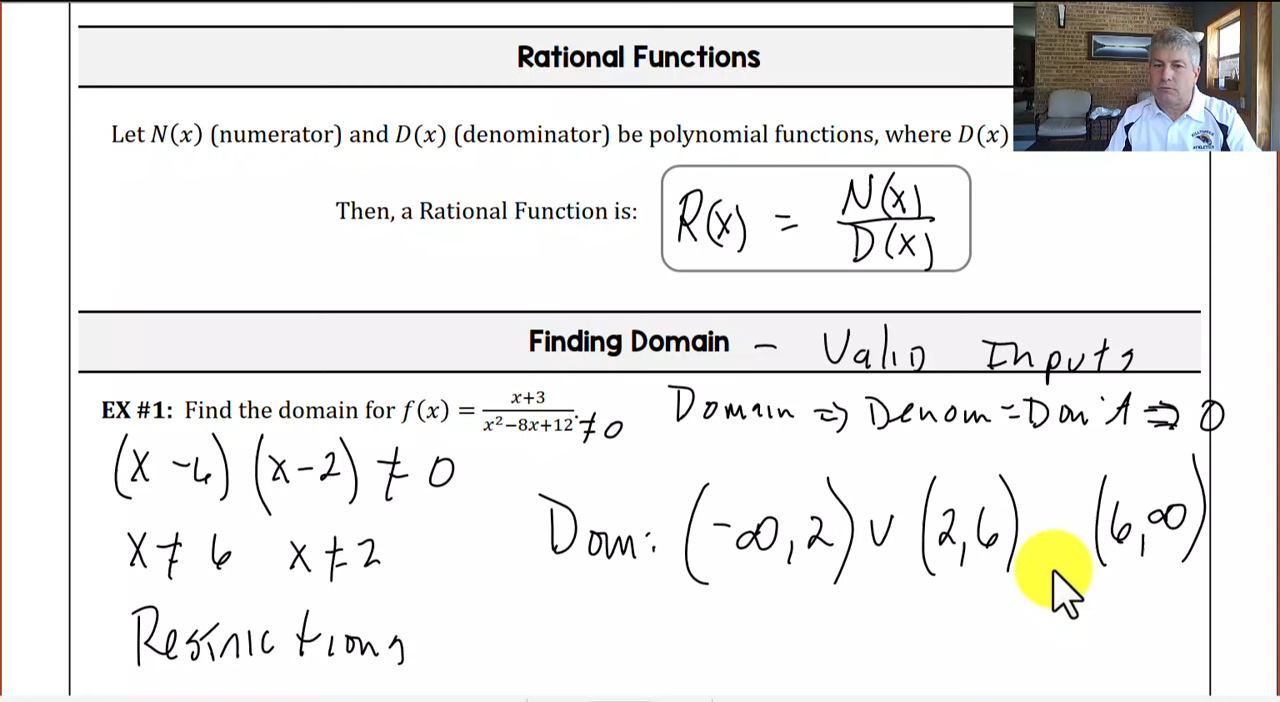 Rational Functions
Let N(x) (numerator) and D(x) (denominator) be polynomial functions, where D(x)
Then, a Rational Function is: R(x) = N(x)/D(x)
Finding Domain – Valid Inputs
EX #1: Find the domain for f(x) = x+3/x²−8x+12. ≠0
Domain ⇒ Denom = Don't = 0
(x −6) (x−2) ≠ 0
Dom: (-∞,2) ∪ (2,6) (6,∞)
x ≠ 6 x ≠ 2
Restrictions